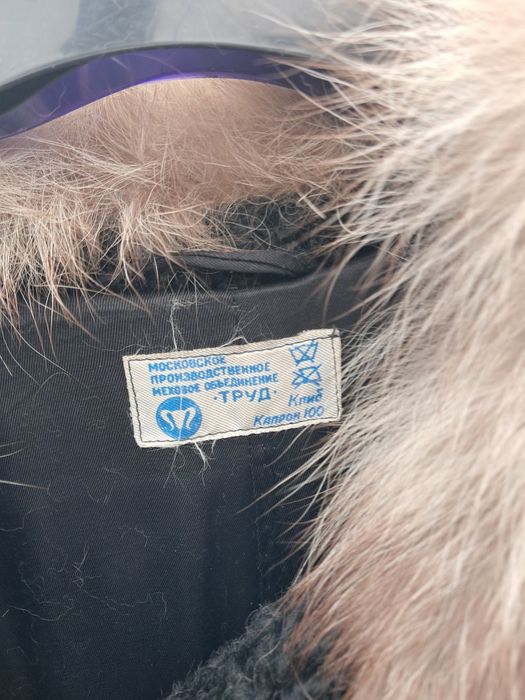 МОСКОВСКОЕ
ПРОИЗВОДСТВЕННОЕ
МЕХОВОЕ ОБЪЕДИНЕНИЕ
·ТРУД·
Капрон 100